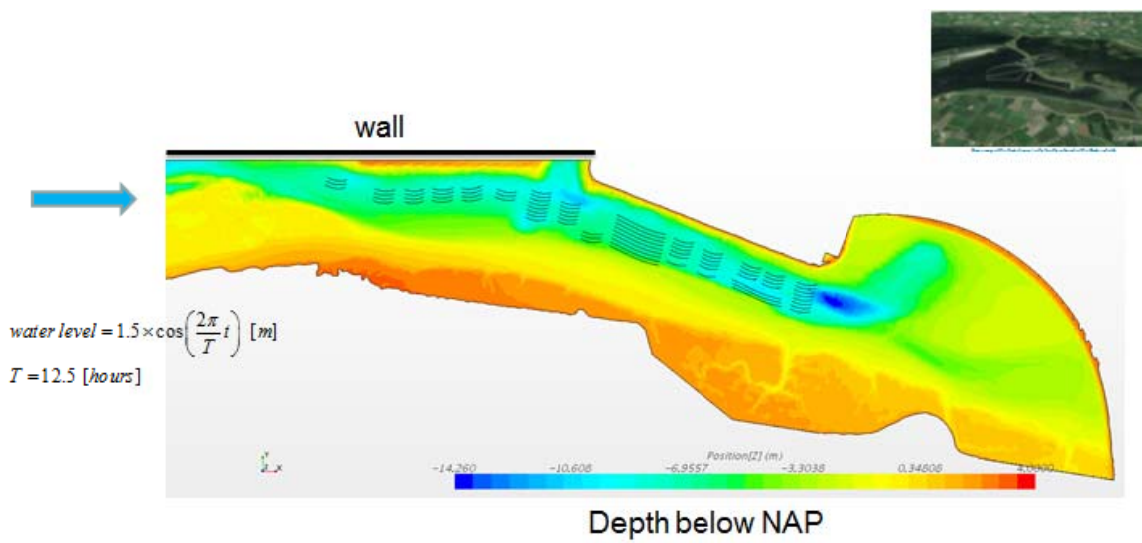 wall
water level = 1.5 × cos(2π/T t) [m]
T = 12.5 [hours]
Y
X
Position[Z] (m)
-14.260 -10.608 -6.9557 -3.3038 0.34808 4.0000
Depth below NAP